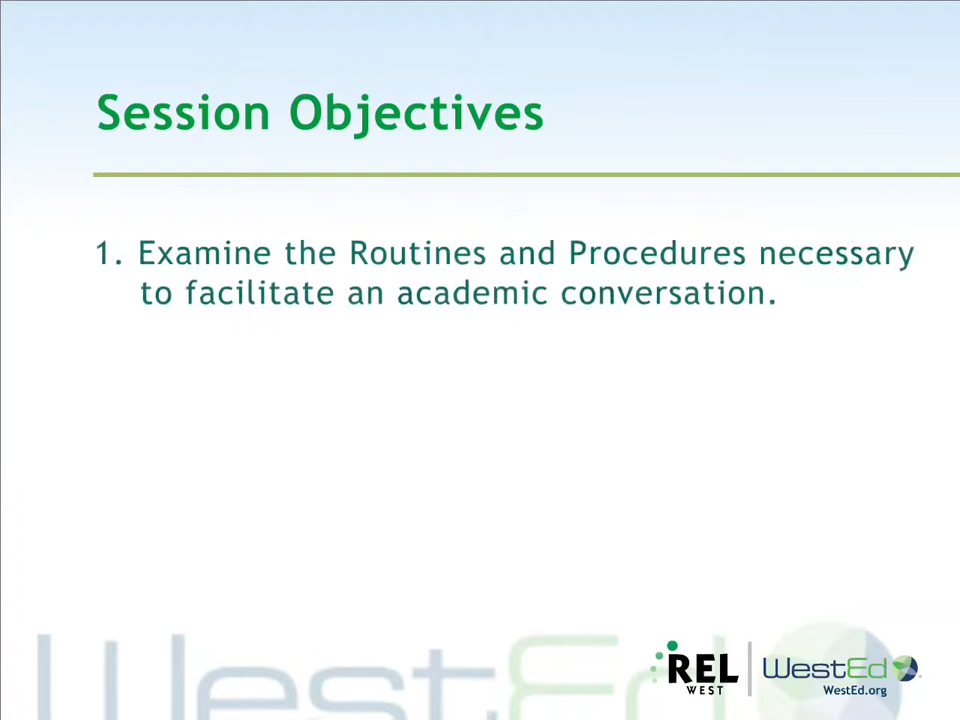 Session Objectives
1. Examine the Routines and Procedures necessary
to facilitate an academic conversation.
WestEd
REL
WEST
WestEd
WestEd.org